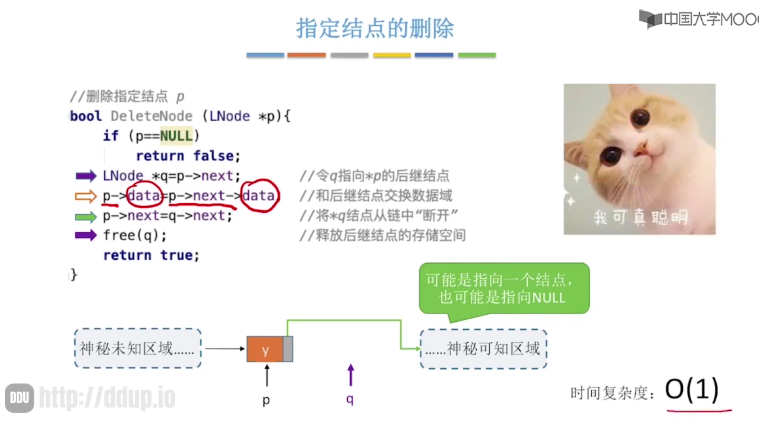 指定结点的删除
中国大学MOO
//删除指定结点 p
bool DeleteNode (LNode *p){
if (p==NULL)
return false;
LNode *q=p->next; //令q指向*p的后继结点
p->data=p->next->data //和后继结点交换数据域
p->next=q->next; //将*q结点从链中“断开”
free(q); //释放后继结点的存储空间
return true;
}
我可真聪明
可能是指向一个结点，
也可能是指向NULL
神秘未知区域……
y
……神秘可知区域
p
q
时间复杂度：O(1)
DDU http://ddup.io